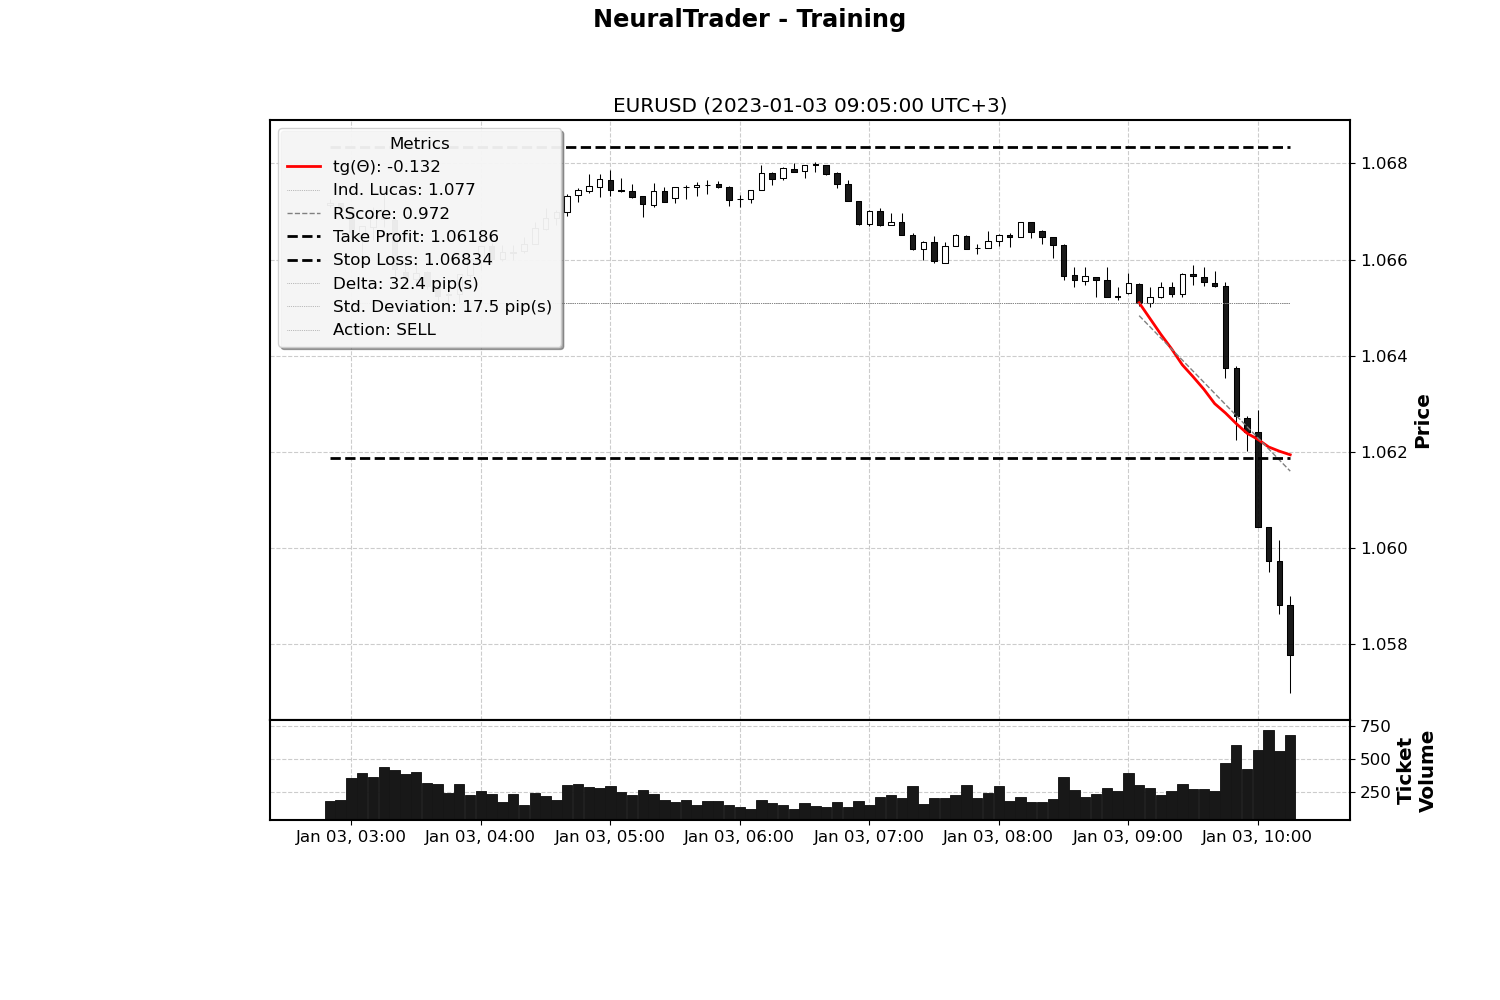 NeuralTrader - Training
EURUSD (2023-01-03 09:05:00 UTC+3)
Metrics
tg(Θ): -0.132
Ind. Lucas: 1.077
RScore: 0.972
Take Profit: 1.06186
Stop Loss: 1.06834
Delta: 32.4 pip(s)
Std. Deviation: 17.5 pip(s)
Action: SELL
1.068
1.066
1.064
1.062
1.060
1.058
Price
750
500
250
Ticket
Volume
Jan 03, 03:00
Jan 03, 04:00
Jan 03, 05:00
Jan 03, 06:00
Jan 03, 07:00
Jan 03, 08:00
Jan 03, 09:00
Jan 03, 10:00